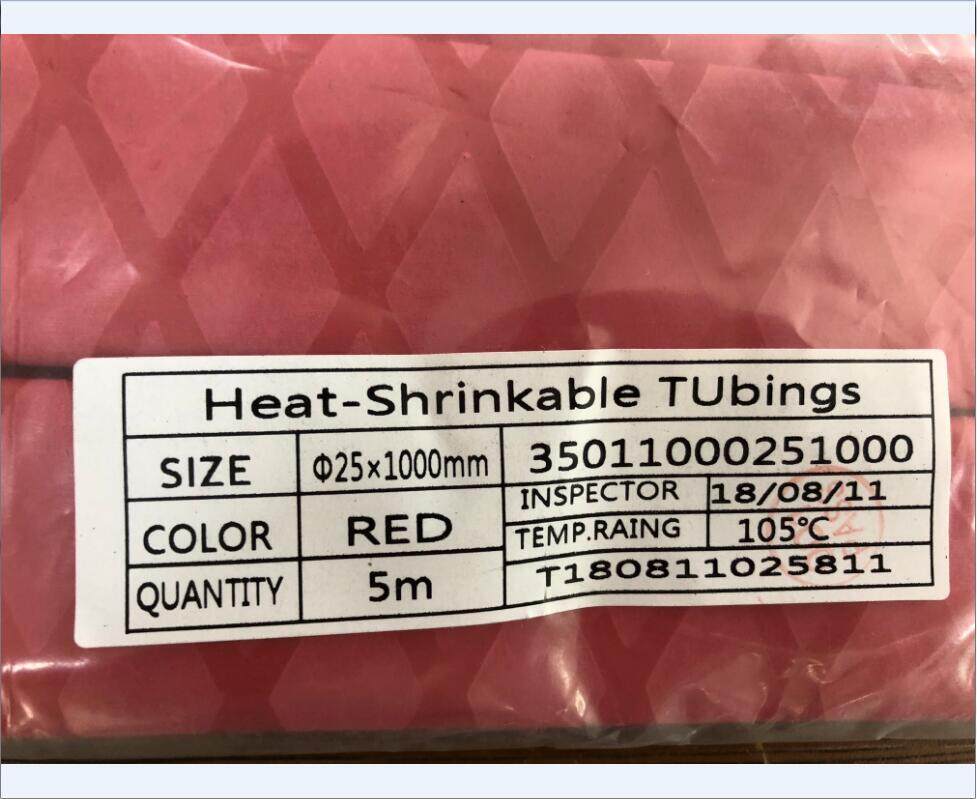 Heat-Shrinkable TUbings
SIZE Φ25×1000mm 35011000251000
INSPECTOR 18/08/11
COLOR RED
TEMP.RAING 105℃
QUANTITY 5m
T180811025811